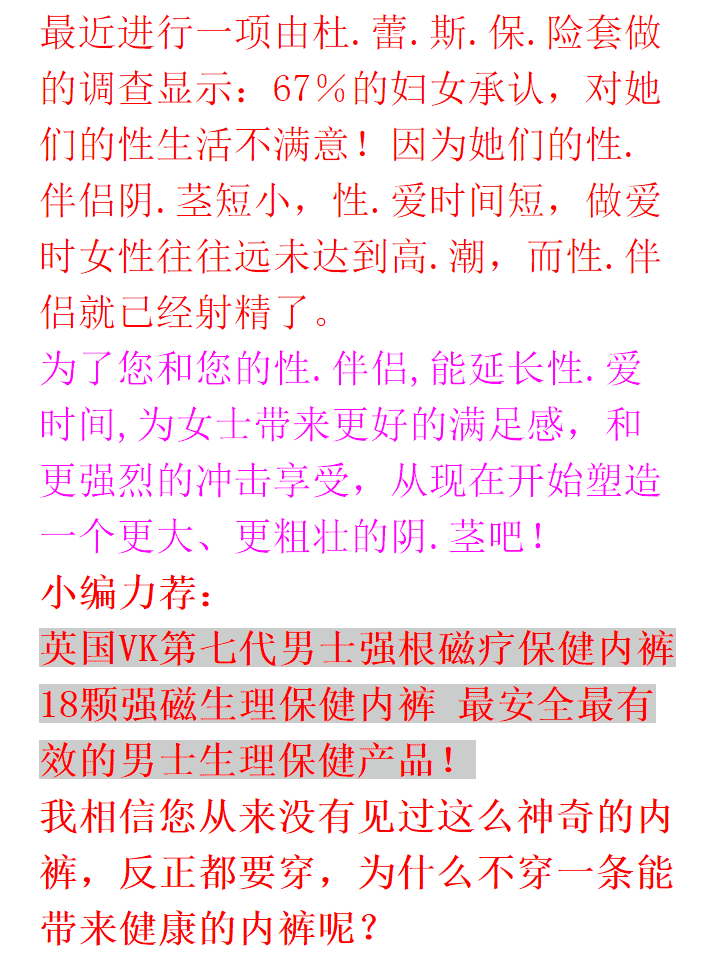 最近进行一项由杜.蕾.斯.保.险套做
的调查显示：67％的妇女承认，对她
们的性生活不满意！因为她们的性.
伴侣阴.茎短小，性.爱时间短，做爱
时女性往往远未达到高.潮，而性.伴
侣就已经射精了。
为了您和您的性.伴侣,能延长性.爱
时间,为女士带来更好的满足感，和
更强烈的冲击享受，从现在开始塑造
一个更大、更粗壮的阴.茎吧！
小编力荐：
英国VK第七代男士强根磁疗保健内裤
18颗强磁生理保健内裤 最安全最有
效的男士生理保健产品！
我相信您从来没有见过这么神奇的内
裤，反正都要穿，为什么不穿一条能
带来健康的内裤呢？